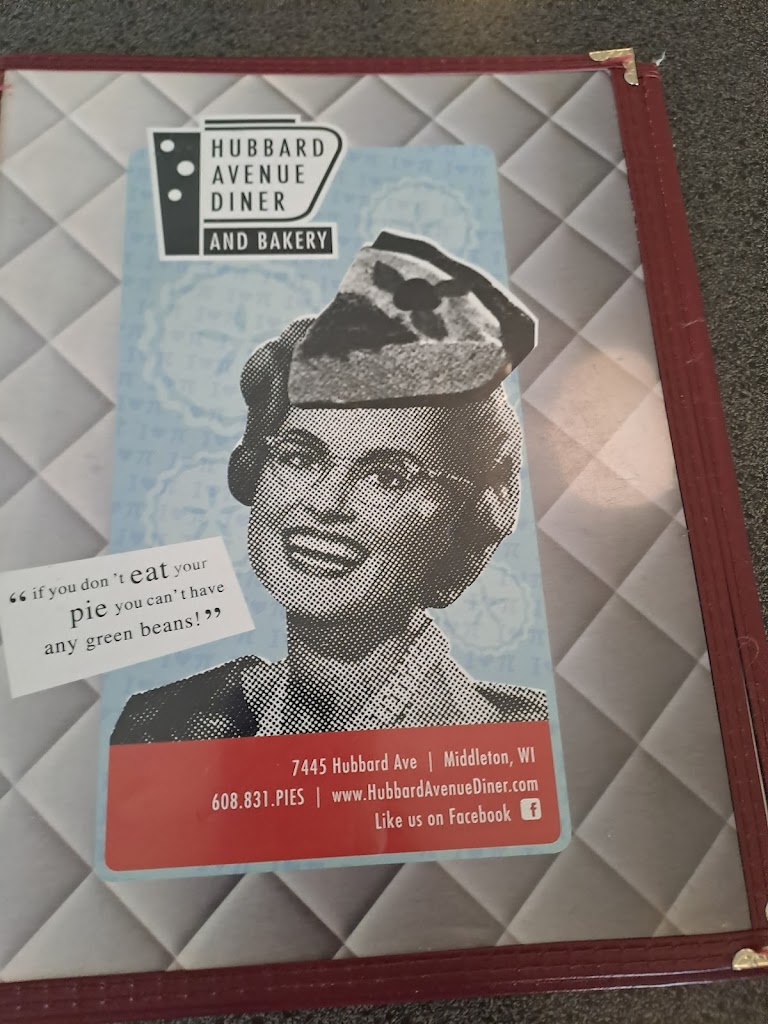 HUBBARD
AVENUE
DINER
AND BAKERY
“if you don't eat your
pie you can't have
any green beans!”
7445 Hubbard Ave | Middleton, WI
608.831.PIES | www.HubbardAvenueDiner.com
Like us on Facebook f